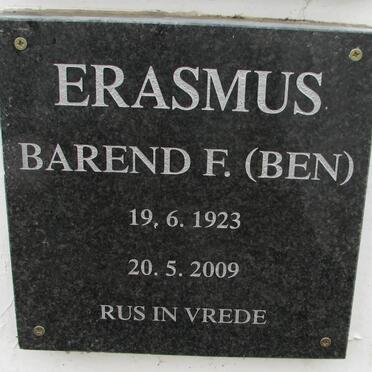 ERASMUS
BAREND F. (BEN)
19. 6. 1923
20. 5. 2009
RUS IN VREDE